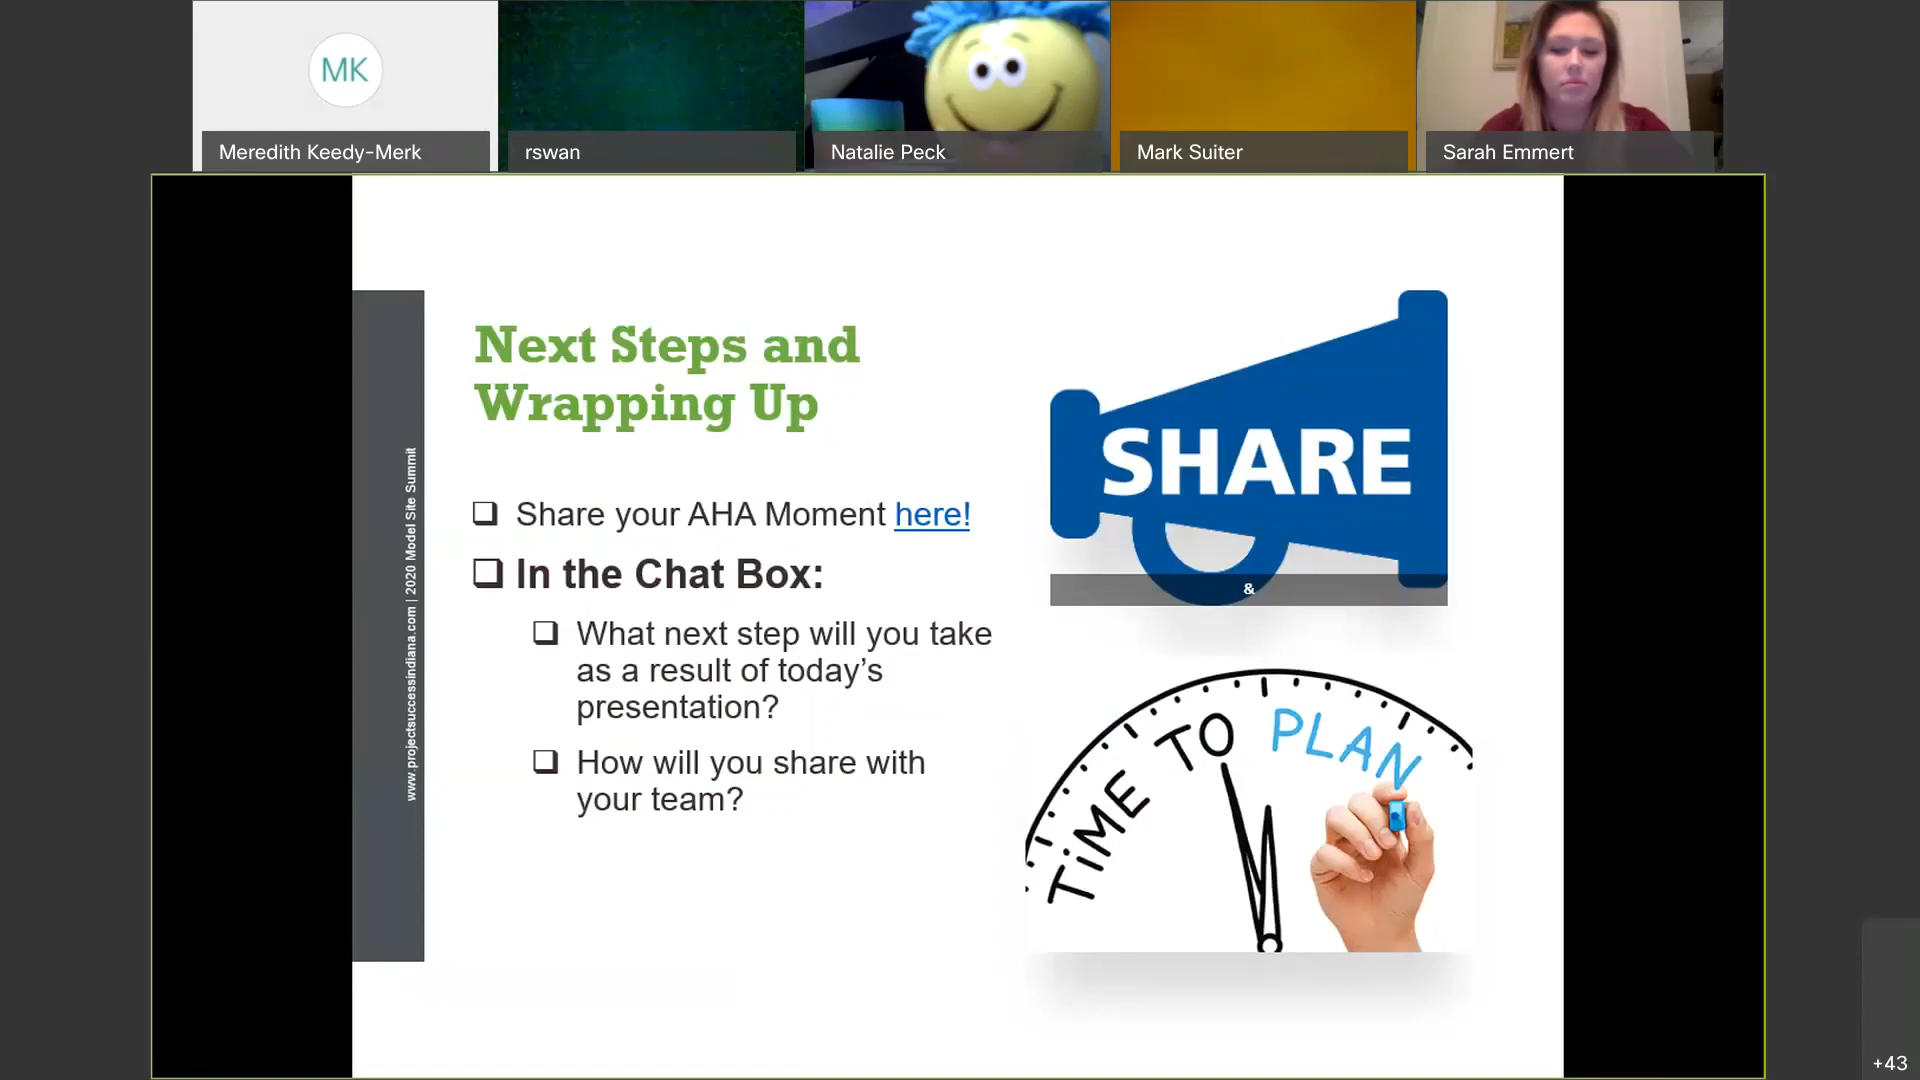 MK
Meredith Keedy-Merk
rswan
Natalie Peck
Mark Suiter
Sarah Emmert
www.projectsuccessindiana.com | 2020 Model Site Summit
Next Steps and
Wrapping Up
❑ Share your AHA Moment here!
❑ In the Chat Box:
❑ What next step will you take
as a result of today’s
presentation?
❑ How will you share with
your team?
SHARE
&
TiME TO PLAN
+43